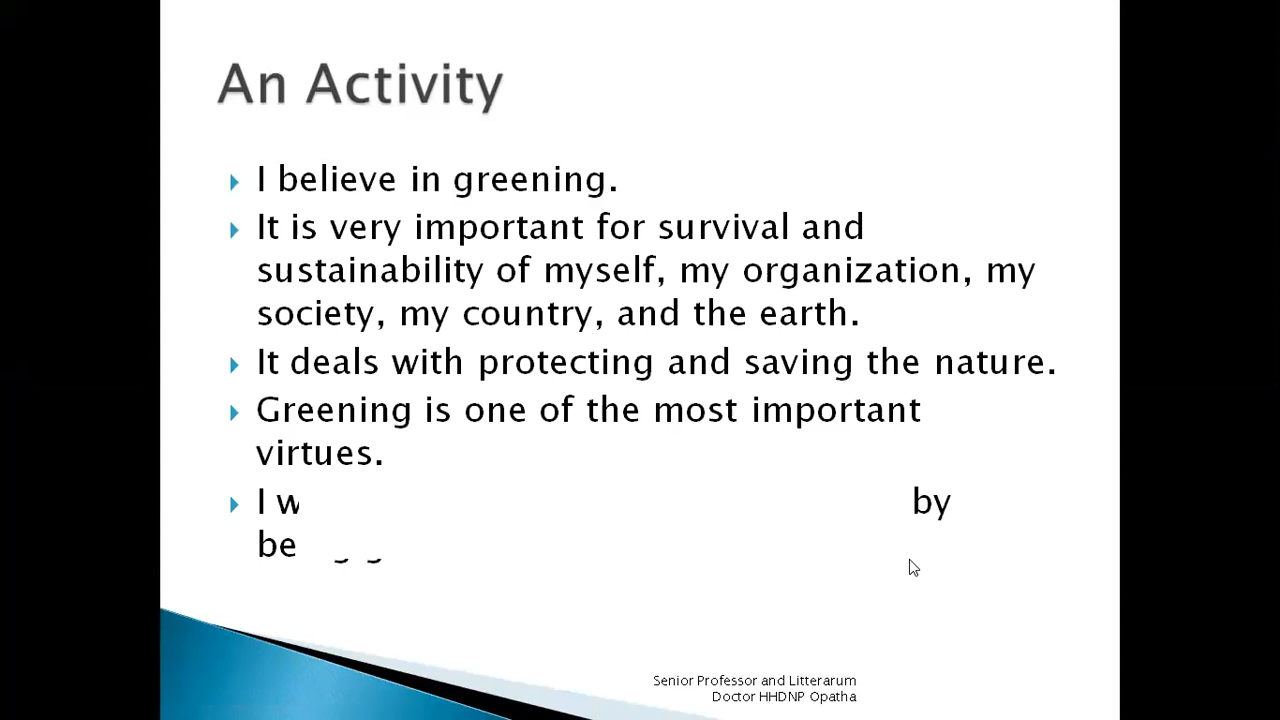 An Activity
I believe in greening.
It is very important for survival and
sustainability of myself, my organization, my
society, my country, and the earth.
It deals with protecting and saving the nature.
Greening is one of the most important
virtues.
I by
Senior Professor and Litterarum
Doctor HHDNP Opatha